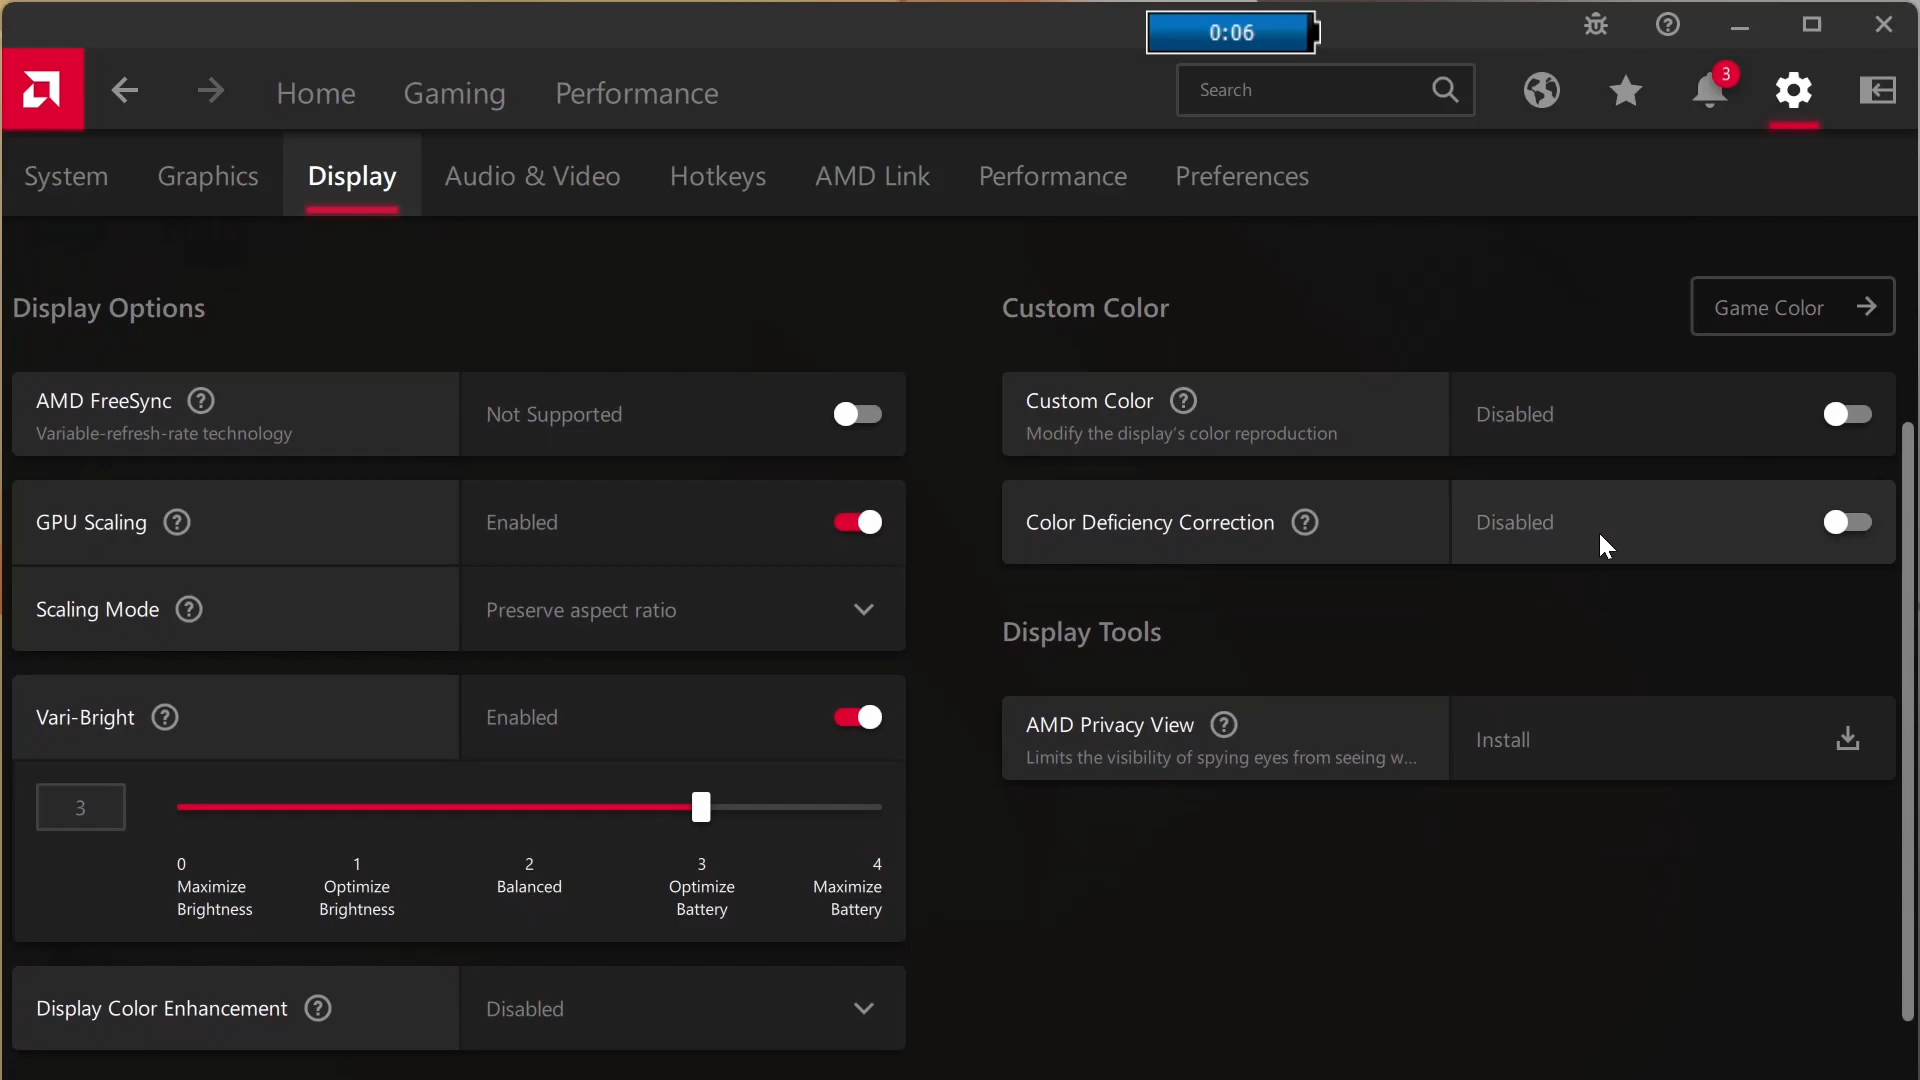 0:06
Home
Gaming
Performance
Search
3
System
Graphics
Display
Audio & Video
Hotkeys
AMD Link
Performance
Preferences
Display Options
AMD FreeSync
Variable-refresh-rate technology
Not Supported
GPU Scaling
Enabled
Scaling Mode
Preserve aspect ratio
Vari-Bright
Enabled
3
0
Maximize
Brightness
1
Optimize
Brightness
2
Balanced
3
Optimize
Battery
4
Maximize
Battery
Display Color Enhancement
Disabled
Custom Color
Game Color
Custom Color
Modify the display's color reproduction
Disabled
Color Deficiency Correction
Disabled
Display Tools
AMD Privacy View
Limits the visibility of spying eyes from seeing w...
Install